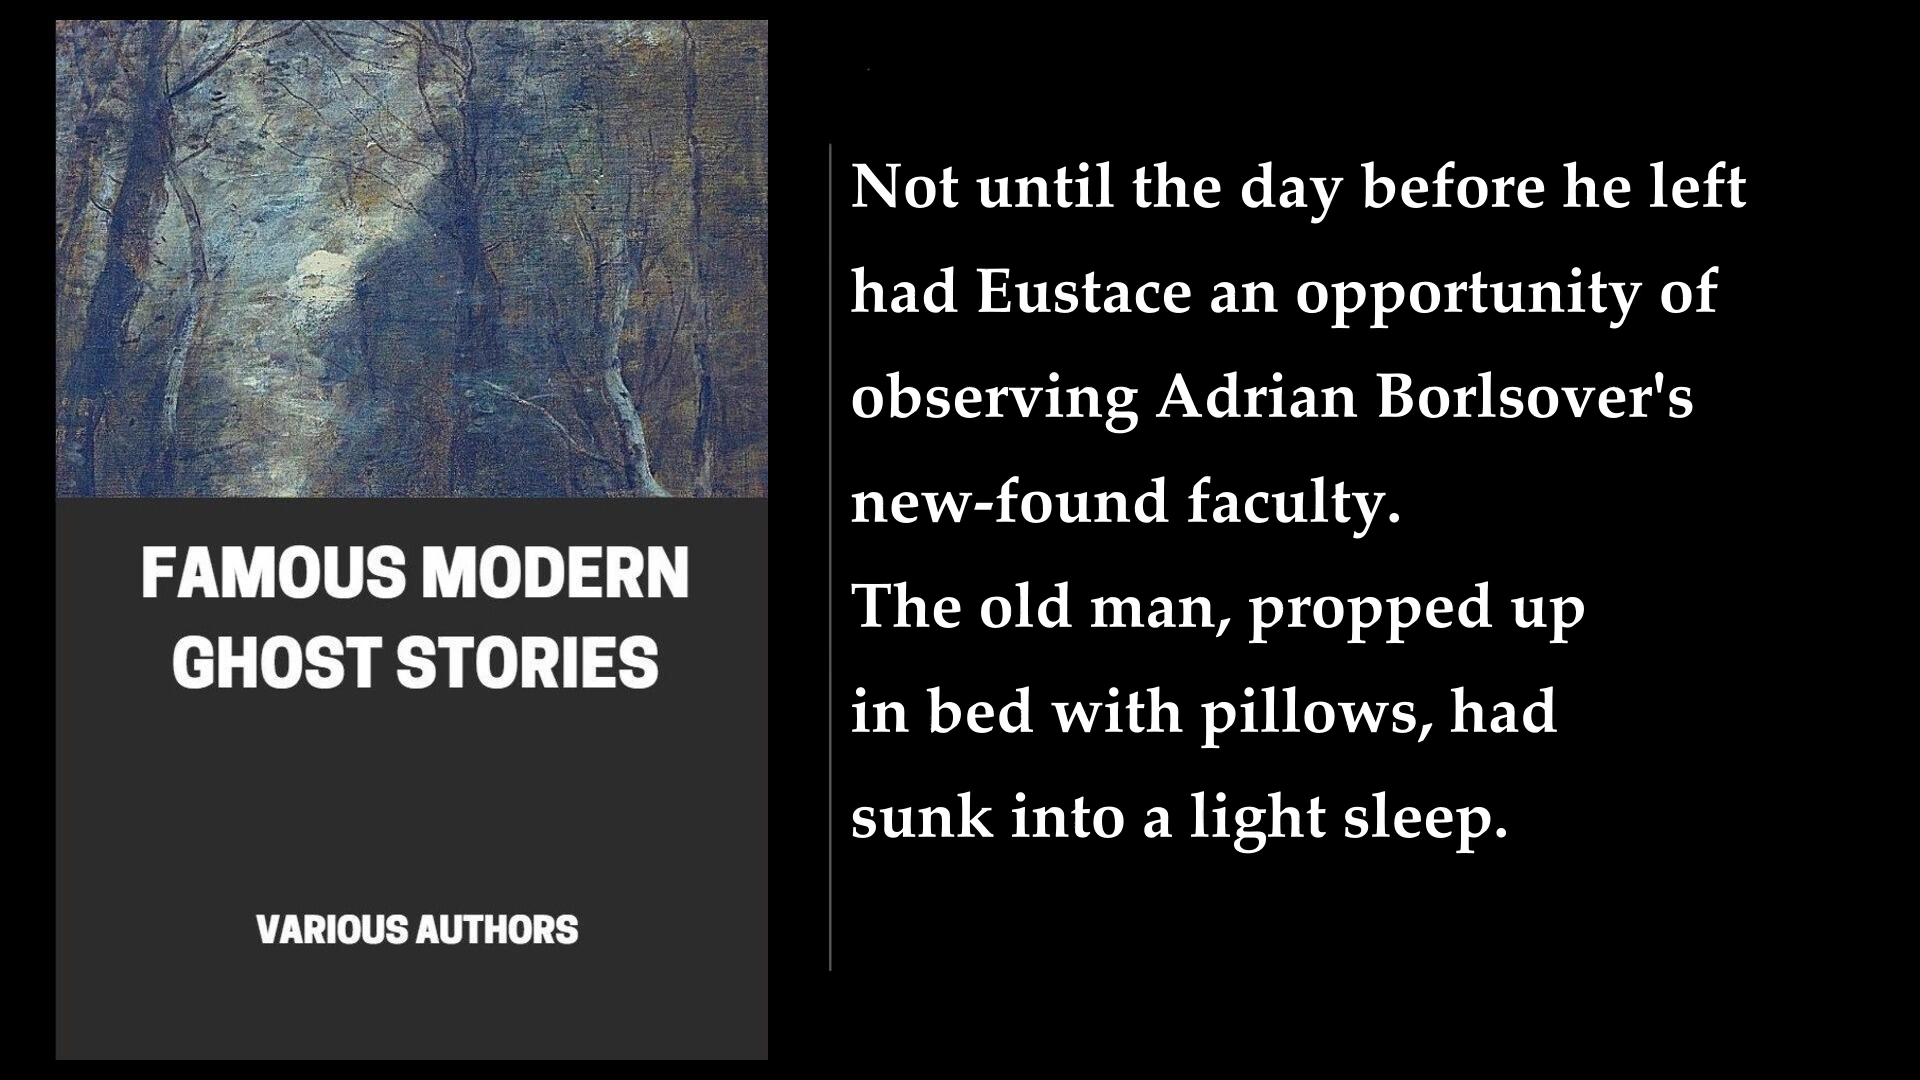 FAMOUS MODERN
GHOST STORIES
VARIOUS AUTHORS
Not until the day before he left
had Eustace an opportunity of
observing Adrian Borlsover's
new-found faculty.
The old man, propped up
in bed with pillows, had
sunk into a light sleep.